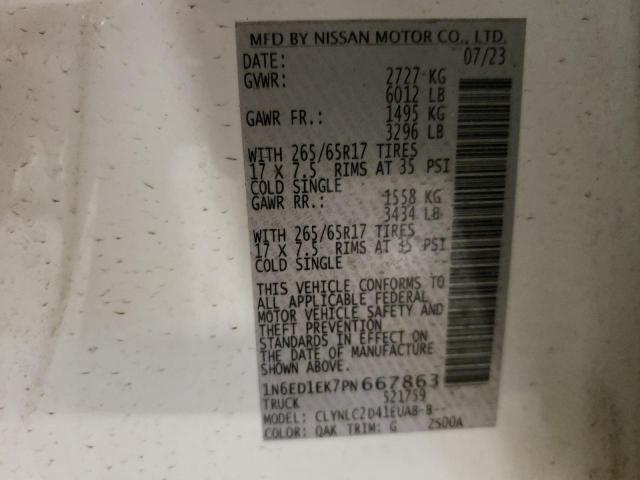 MFD BY NISSAN MOTOR CO., LTD.
DATE: 07/23
GVWR: 2727 KG
6012 LB
GAWR FR.: 1495 KG
3296 LB
WITH 265/65R17 TIRES
17 X 7.5 RIMS AT 35 PSI
COLD SINGLE
GAWR RR.: 1558 KG
3434 LB
WITH 265/65R17 TIRES
17 X 7.5 RIMS AT 35 PSI
COLD SINGLE
THIS VEHICLE CONFORMS TO
ALL APPLICABLE FEDERAL
MOTOR VEHICLE SAFETY AND
THEFT PREVENTION
STANDARDS IN EFFECT ON
THE DATE OF MANUFACTURE
SHOWN ABOVE.
1N6ED1EK7PN667863
TRUCK 521759
MODEL: CLYNLC2D41EUA8-B--
COLOR: QAK TRIM: G 2500A